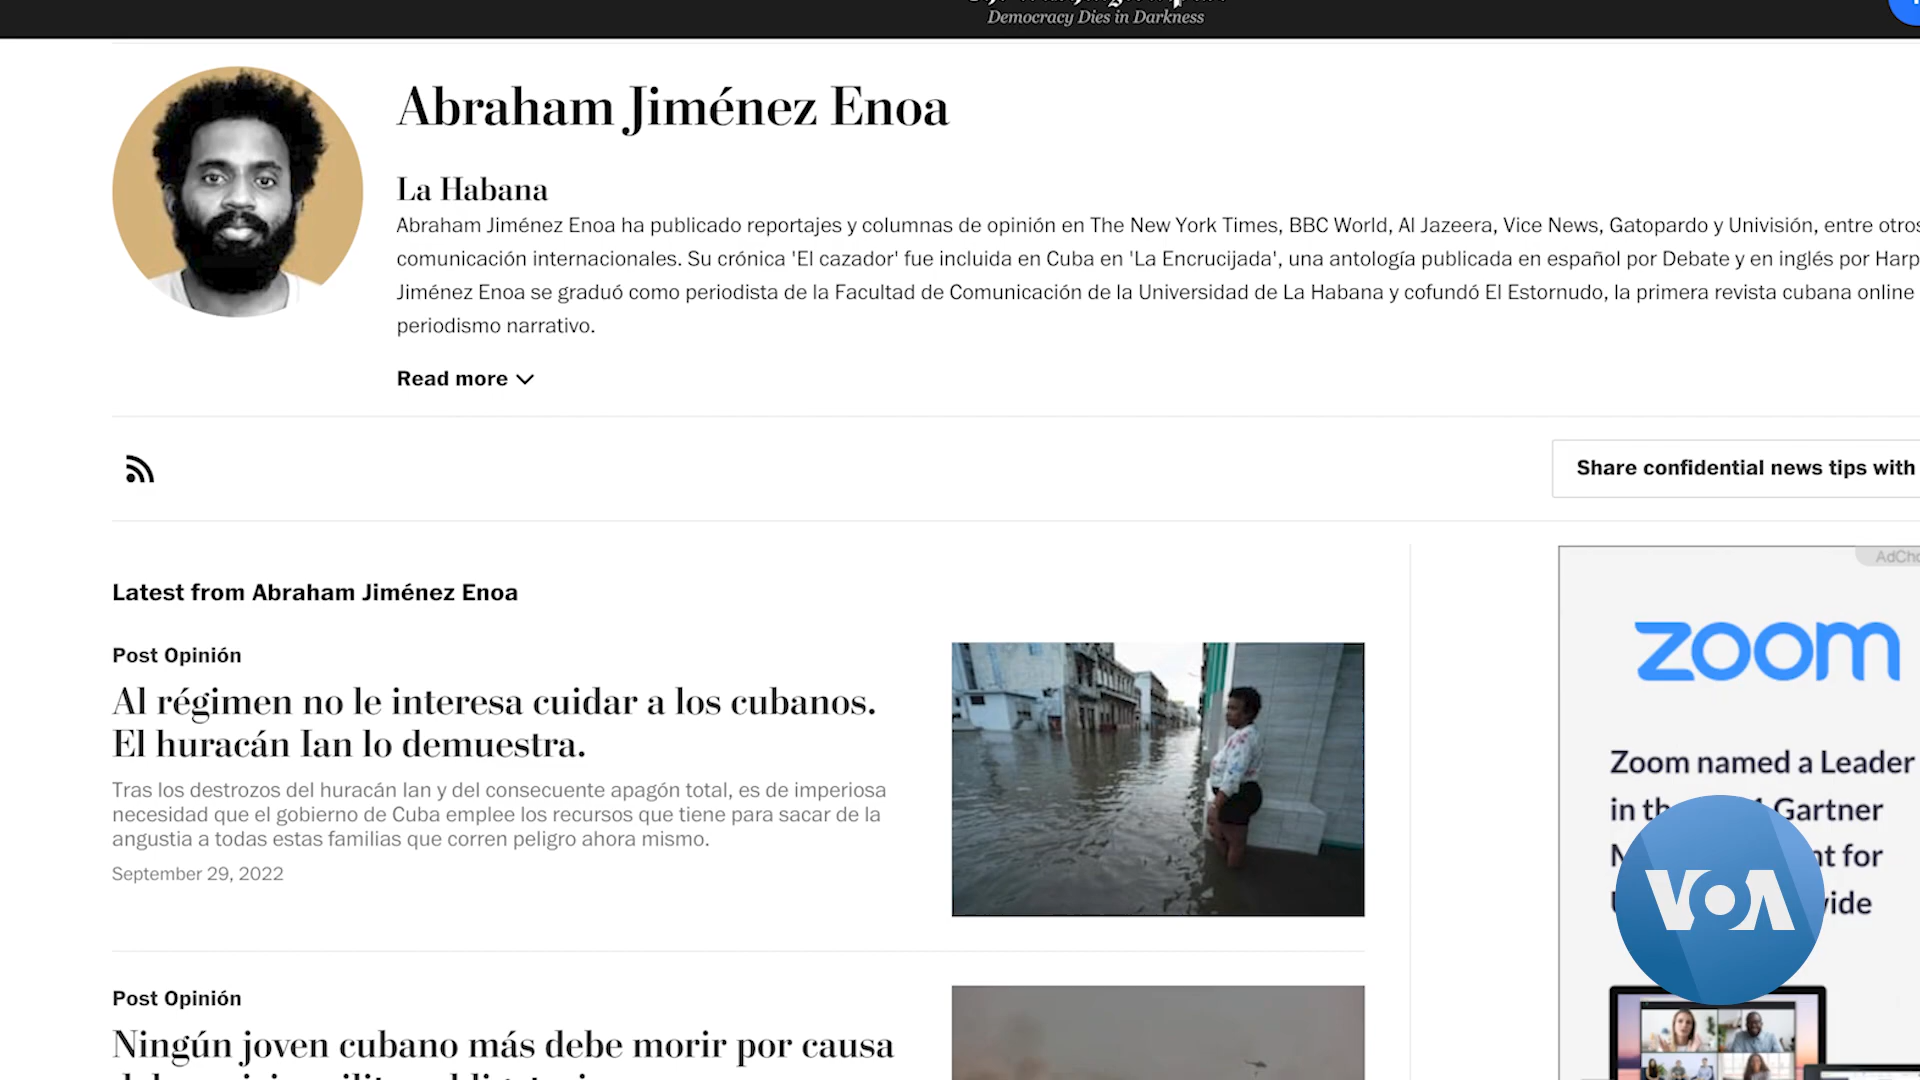 Democracy Dies in Darkness
Abraham Jiménez Enoa
La Habana
Abraham Jiménez Enoa ha publicado reportajes y columnas de opinión en The New York Times, BBC World, Al Jazeera, Vice News, Gatopardo y Univisión, entre otros
comunicación internacionales. Su crónica 'El cazador' fue incluida en Cuba en 'La Encrucijada', una antología publicada en español por Debate y en inglés por Harp
Jiménez Enoa se graduó como periodista de la Facultad de Comunicación de la Universidad de La Habana y cofundó El Estornudo, la primera revista cubana online
periodismo narrativo.
Read more
Share confidential news tips with
Latest from Abraham Jiménez Enoa
Post Opinión
Al régimen no le interesa cuidar a los cubanos.
El huracán Ian lo demuestra.
Tras los destrozos del huracán Ian y del consecuente apagón total, es de imperiosa
necesidad que el gobierno de Cuba emplee los recursos que tiene para sacar de la
angustia a todas estas familias que corren peligro ahora mismo.
September 29, 2022
Post Opinión
Ningún joven cubano más debe morir por causa
AdCho
zoom
Zoom named a Leader
in Gartner
for
VOA